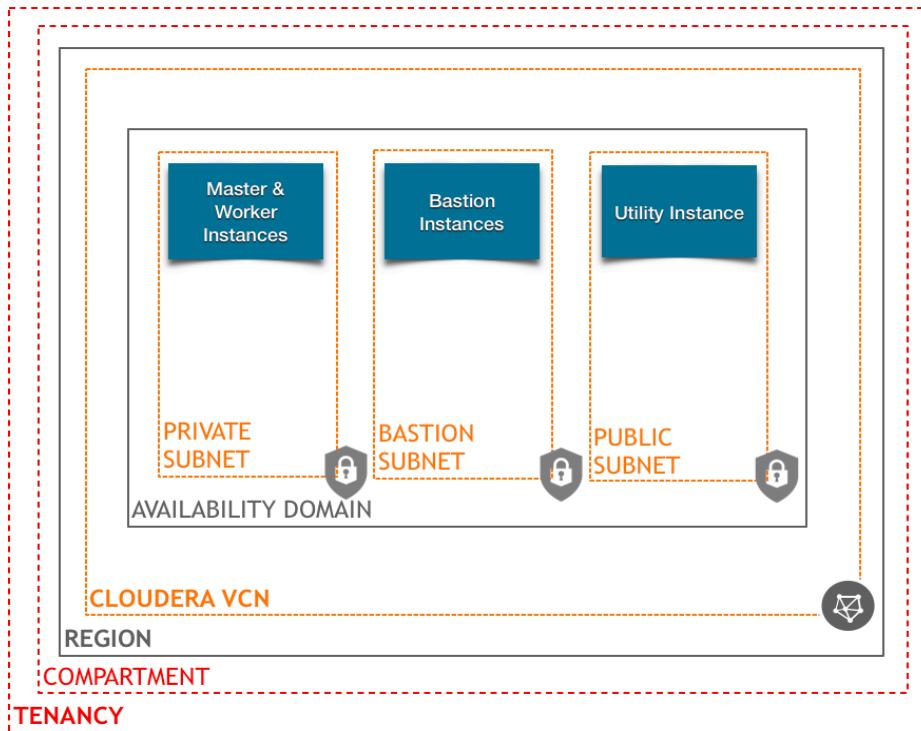 Master &
Worker
Instances
Bastion
Instances
Utility Instance
PRIVATE
SUBNET
BASTION
SUBNET
PUBLIC
SUBNET
AVAILABILITY DOMAIN
CLOUDERA VCN
REGION
COMPARTMENT
TENANCY